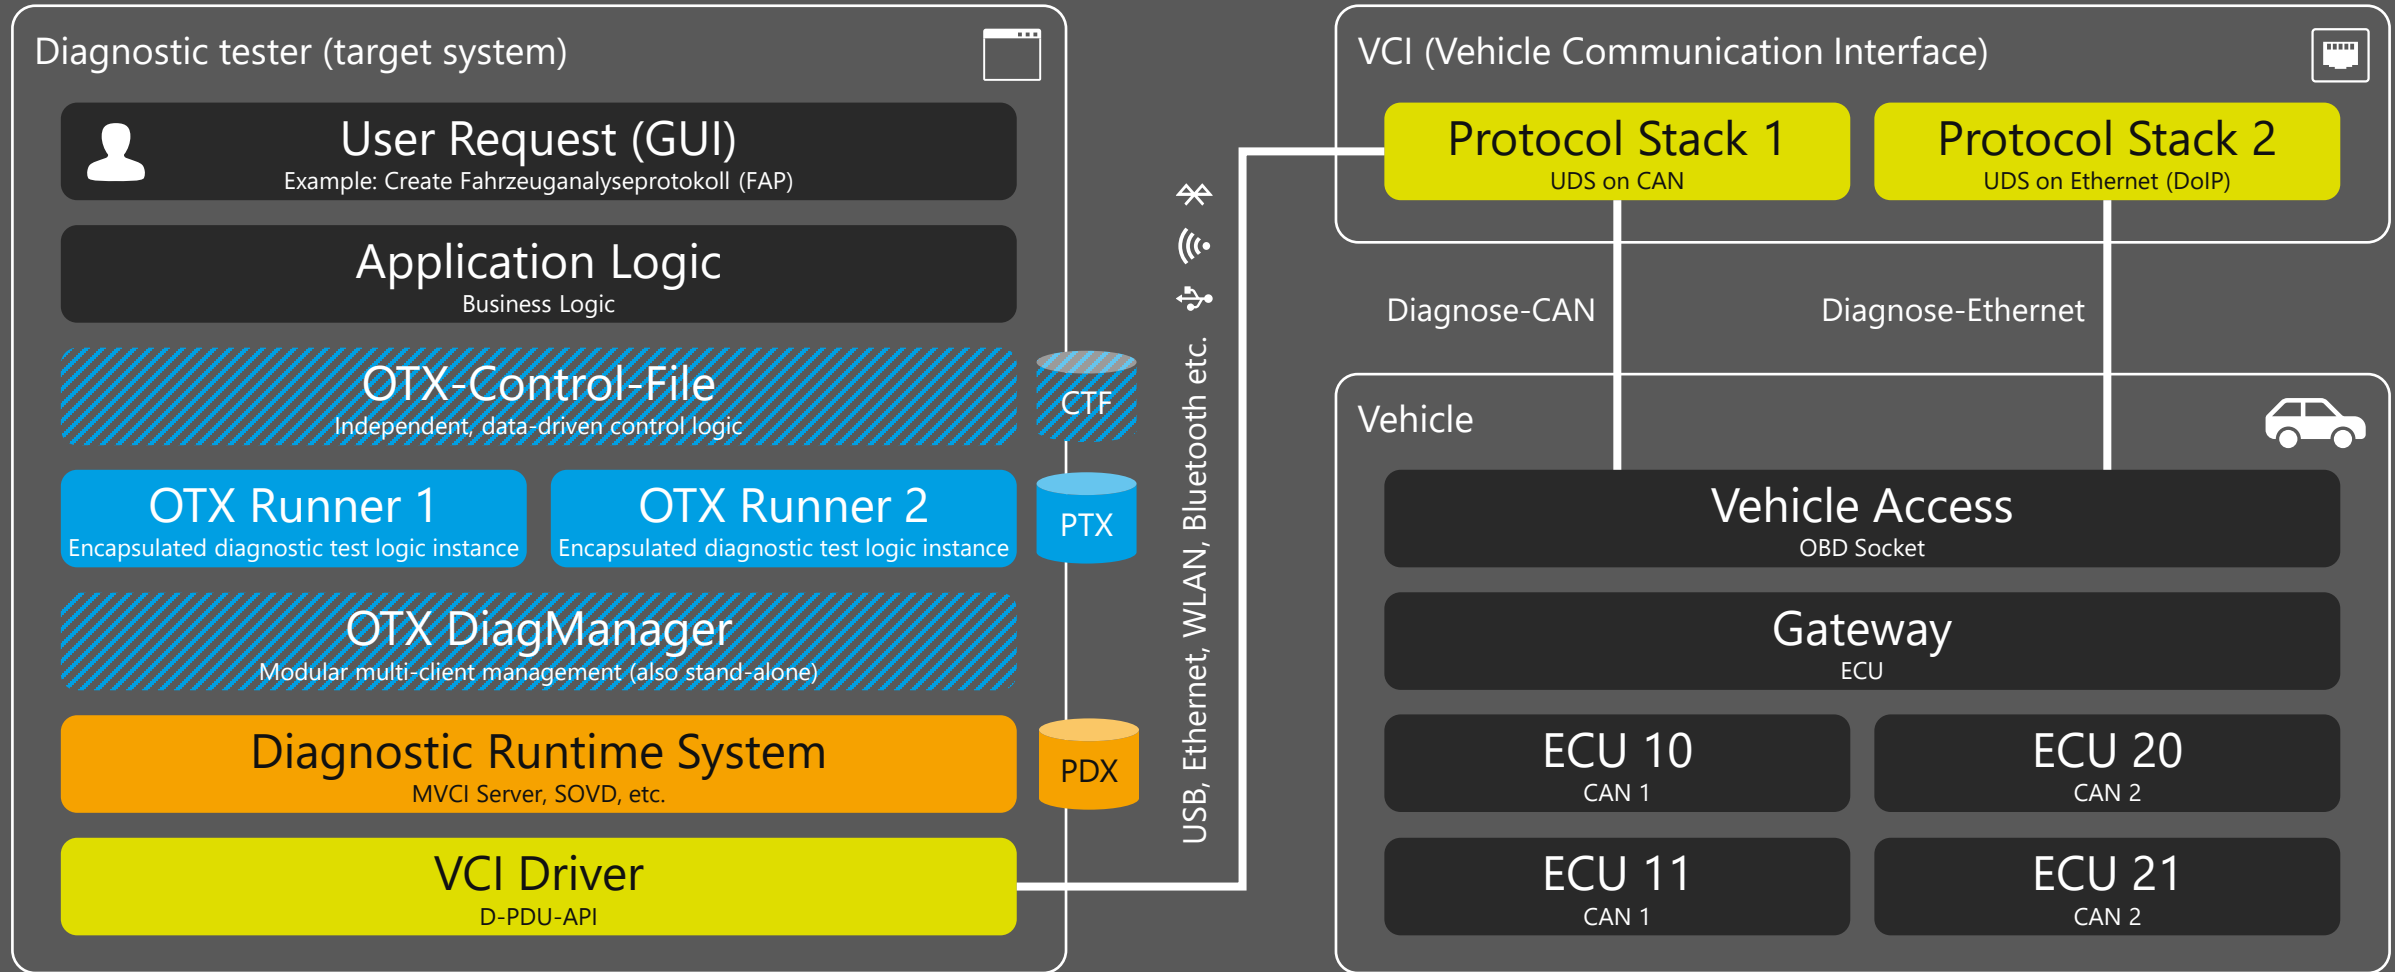 Diagnostic tester (target system)
User Request (GUI)
Example: Create Fahrzeuganalyseprotokoll (FAP)
Application Logic
Business Logic
OTX-Control-File
Independent, data-driven control logic
CTF
OTX Runner 1
Encapsulated diagnostic test logic instance
OTX Runner 2
Encapsulated diagnostic test logic instance
PTX
OTX DiagManager
Modular multi-client management (also stand-alone)
Diagnostic Runtime System
MVCI Server, SOVD, etc.
PDX
VCI Driver
D-PDU-API
USB, Ethernet, WLAN, Bluetooth etc.
VCI (Vehicle Communication Interface)
Protocol Stack 1
UDS on CAN
Protocol Stack 2
UDS on Ethernet (DoIP)
Diagnose-CAN
Diagnose-Ethernet
Vehicle
Vehicle Access
OBD Socket
Gateway
ECU
ECU 10
CAN 1
ECU 20
CAN 2
ECU 11
CAN 1
ECU 21
CAN 2